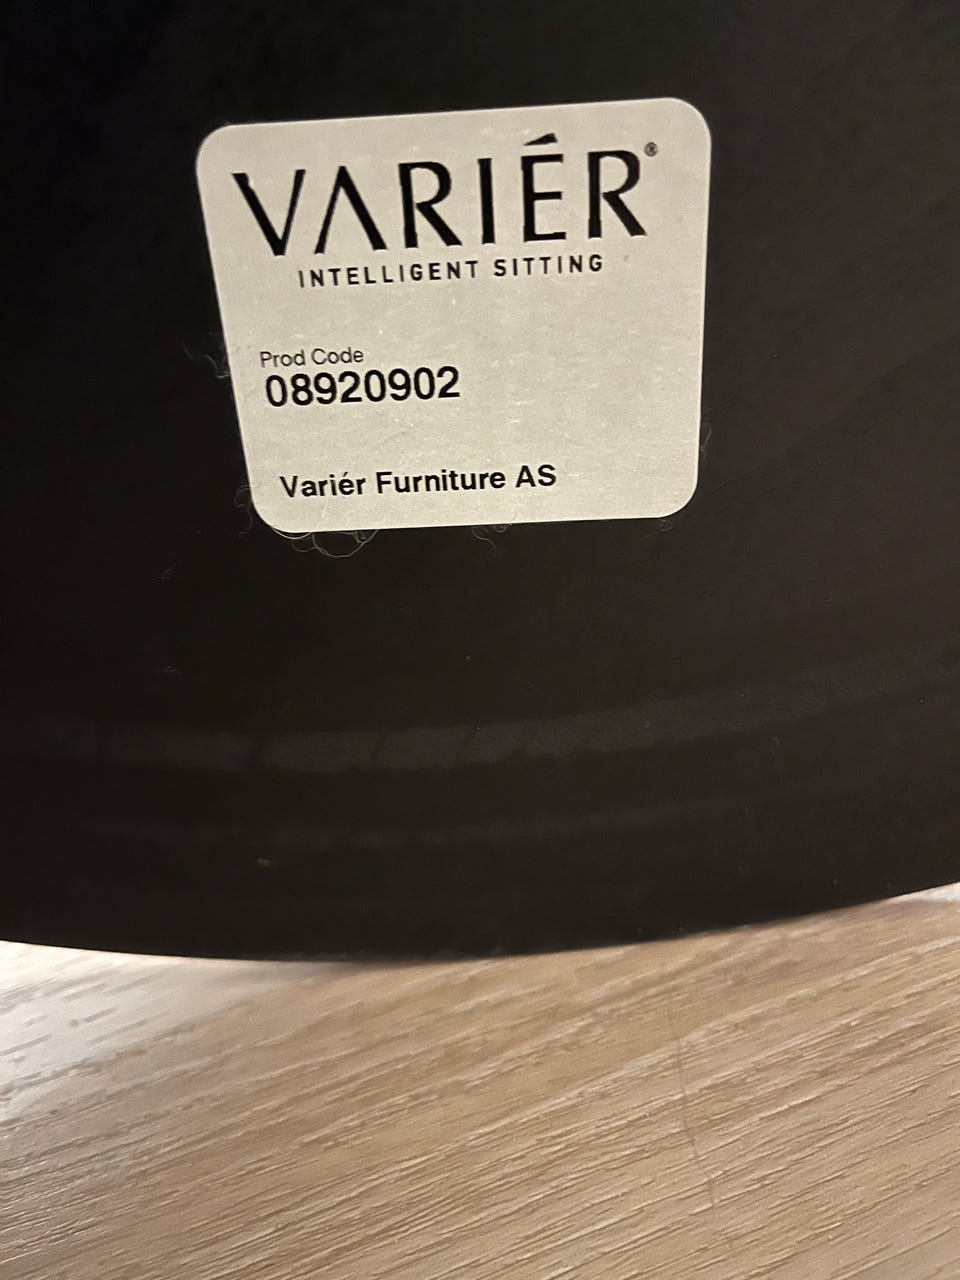 VARIÉR®
INTELLIGENT SITTING
Prod Code
08920902
Variér Furniture AS